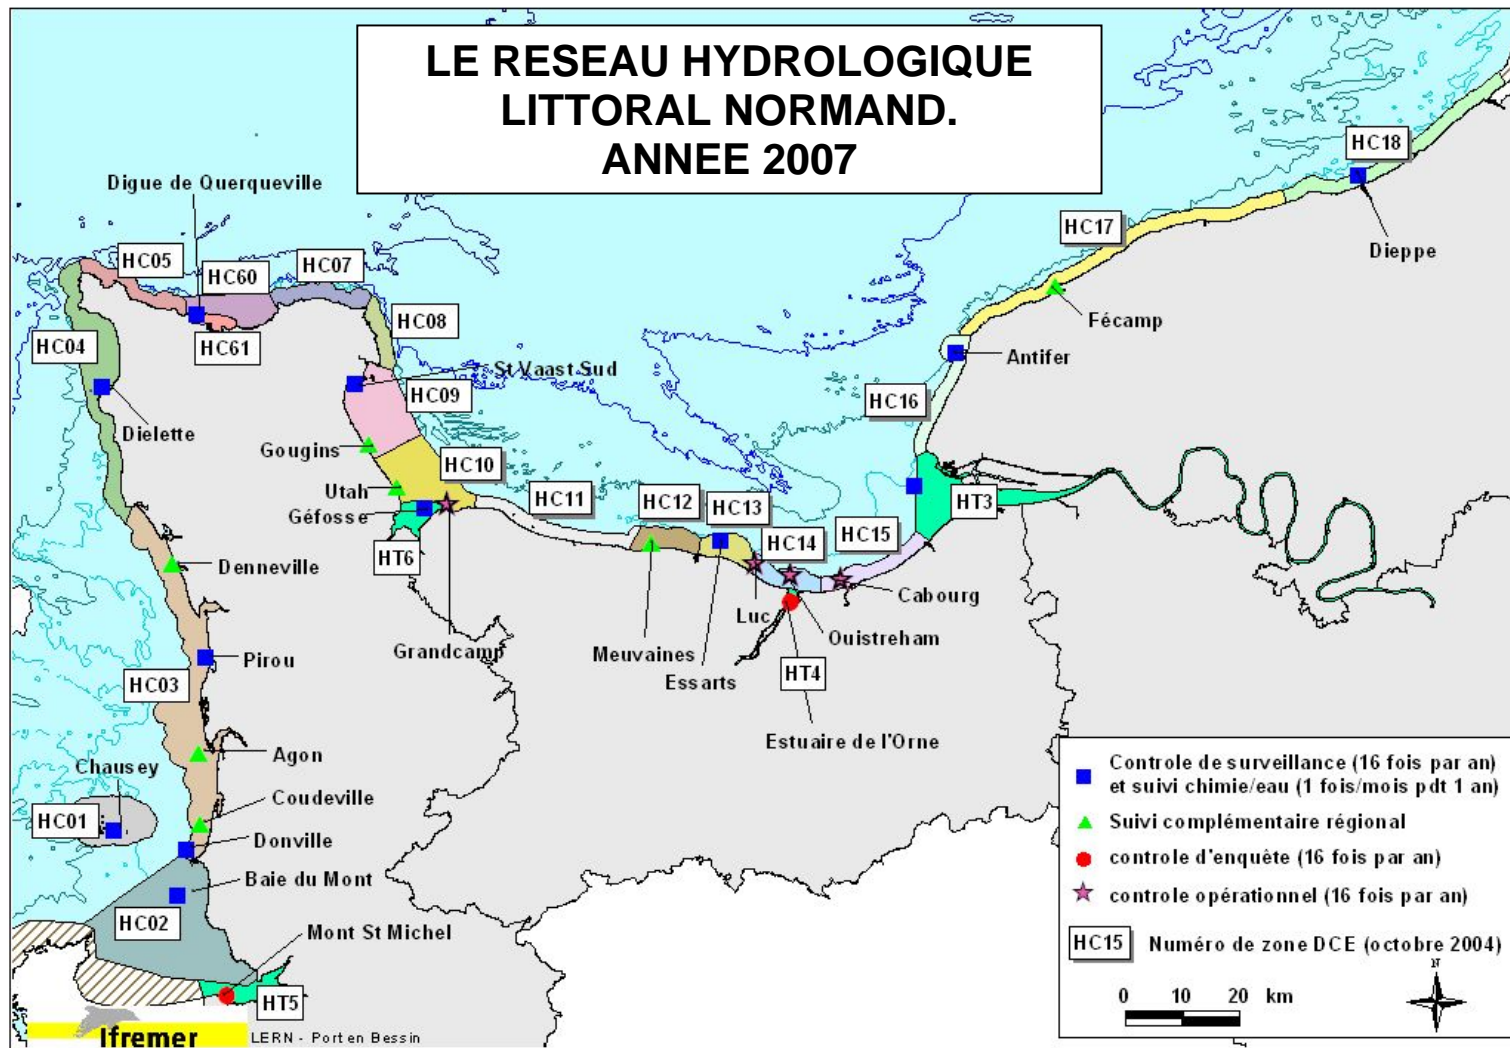 LE RESEAU HYDROLOGIQUE
LITTORAL NORMAND.
ANNEE 2007
Digue de Querqueville
HC05
HC60
HC07
HC61
HC08
HC04
St Vaast Sud
HC09
Dielette
Gougins
HC10
Utah
Géfosse
HC11
HC12
HC13
HC14
HC15
HC16
HC17
HC18
Dieppe
Fécamp
Antifer
HT3
HT6
Denneville
Grandcamp
Meuvaines
Essarts
Luc
Ouistreham
Cabourg
HT4
Estuaire de l'Orne
Pirou
HC03
Agon
Chausey
Coudeville
HC01
Donville
Baie du Mont
HC02
Mont St Michel
HT5
Controle de surveillance (16 fois par an)
et suivi chimie/eau (1 fois/mois pdt 1 an)
Suivi complémentaire régional
controle d'enquête (16 fois par an)
controle opérationnel (16 fois par an)
HC15 Numéro de zone DCE (octobre 2004)
N
0 10 20 km
Ifremer
LERN - Port en Bessin